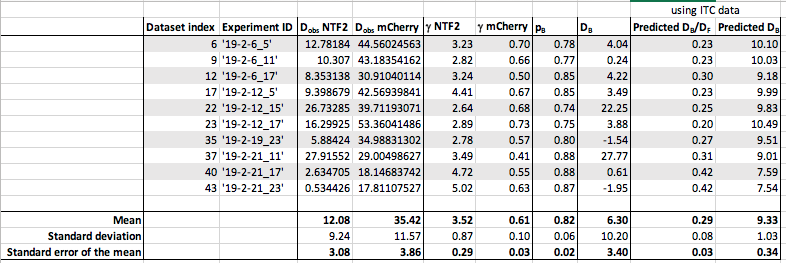 using ITC data
Dataset index Experiment ID Dobs NTF2 Dobs mCherry γ NTF2 γ mCherry pB DB Predicted DB/DF Predicted DB
6 '19-2-6_5' 12.78184 44.56024563 3.23 0.70 0.78 4.04 0.23 10.10
9 '19-2-6_11' 10.307 43.18354162 2.82 0.66 0.77 0.24 0.23 10.03
12 '19-2-6_17' 8.353138 30.91040114 3.24 0.50 0.85 4.22 0.30 9.18
17 '19-2-12_5' 9.398679 42.56939841 4.41 0.67 0.85 3.49 0.23 9.99
22 '19-2-12_15' 26.73285 39.71193071 2.64 0.68 0.74 22.25 0.25 9.83
23 '19-2-12_17' 16.29925 53.36041486 2.89 0.73 0.75 3.88 0.20 10.49
35 '19-2-19_23' 5.88424 34.98831302 2.78 0.57 0.80 -1.54 0.27 9.51
37 '19-2-21_11' 27.91552 29.00498627 3.49 0.41 0.88 27.77 0.31 9.01
40 '19-2-21_17' 2.634705 18.14683742 4.72 0.55 0.88 0.61 0.42 7.59
43 '19-2-21_23' 0.534426 17.81107527 5.02 0.63 0.87 -1.95 0.42 7.54
Mean 12.08 35.42 3.52 0.61 0.82 6.30 0.29 9.33
Standard deviation 9.24 11.57 0.87 0.10 0.06 10.20 0.08 1.03
Standard error of the mean 3.08 3.86 0.29 0.03 0.02 3.40 0.03 0.34